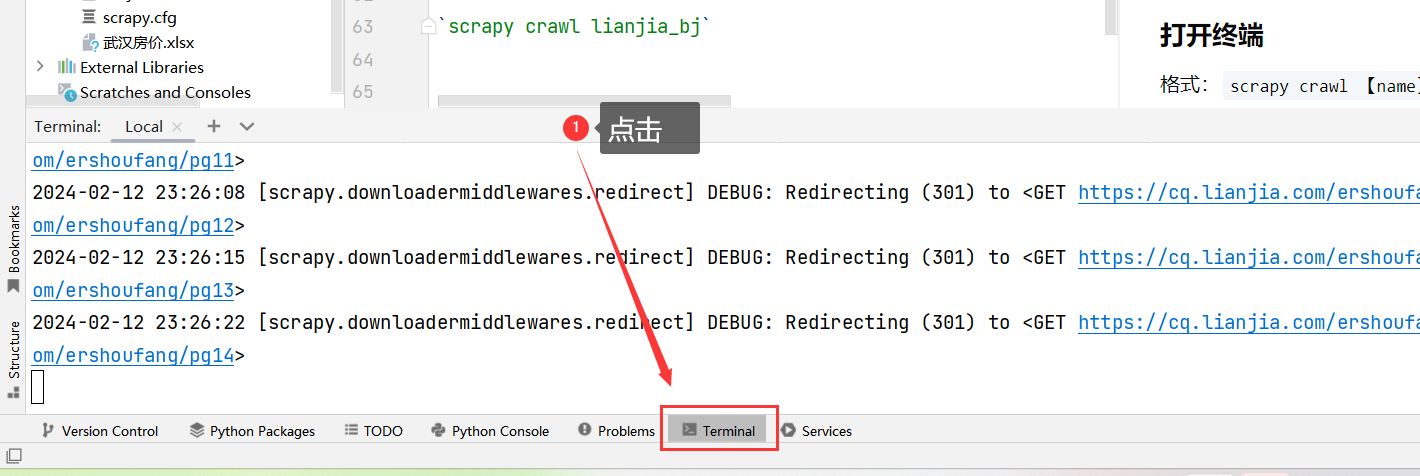 scrapy.cfg
武汉房价.xlsx
External Libraries
Scratches and Consoles
63
`scrapy crawl lianjia_bj`
64
65
打开终端
格式： scrapy crawl 【name】
Terminal: Local × +
1 点击
om/ershoufang/pg11>
2024-02-12 23:26:08 [scrapy.downloadermiddlewares.redirect] DEBUG: Redirecting (301) to <GET https://cq.lianjia.com/ershoufa
om/ershoufang/pg12>
2024-02-12 23:26:15 [scrapy.downloadermiddlewares.redirect] DEBUG: Redirecting (301) to <GET https://cq.lianjia.com/ershoufa
om/ershoufang/pg13>
2024-02-12 23:26:22 [scrapy.downloadermiddlewares.redirect] DEBUG: Redirecting (301) to <GET https://cq.lianjia.com/ershoufa
om/ershoufang/pg14>
Bookmarks
Structure
Version Control Python Packages TODO Python Console Problems Terminal Services